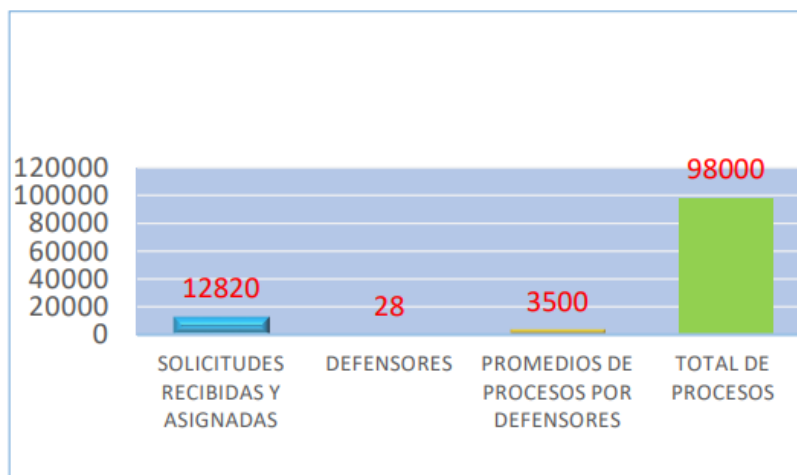 120000
100000
80000
60000
40000
20000
0
12820
28
3500
98000
SOLICITUDES
RECIBIDAS Y
ASIGNADAS
DEFENSORES
PROMEDIOS DE
PROCESOS POR
DEFENSORES
TOTAL DE
PROCESOS